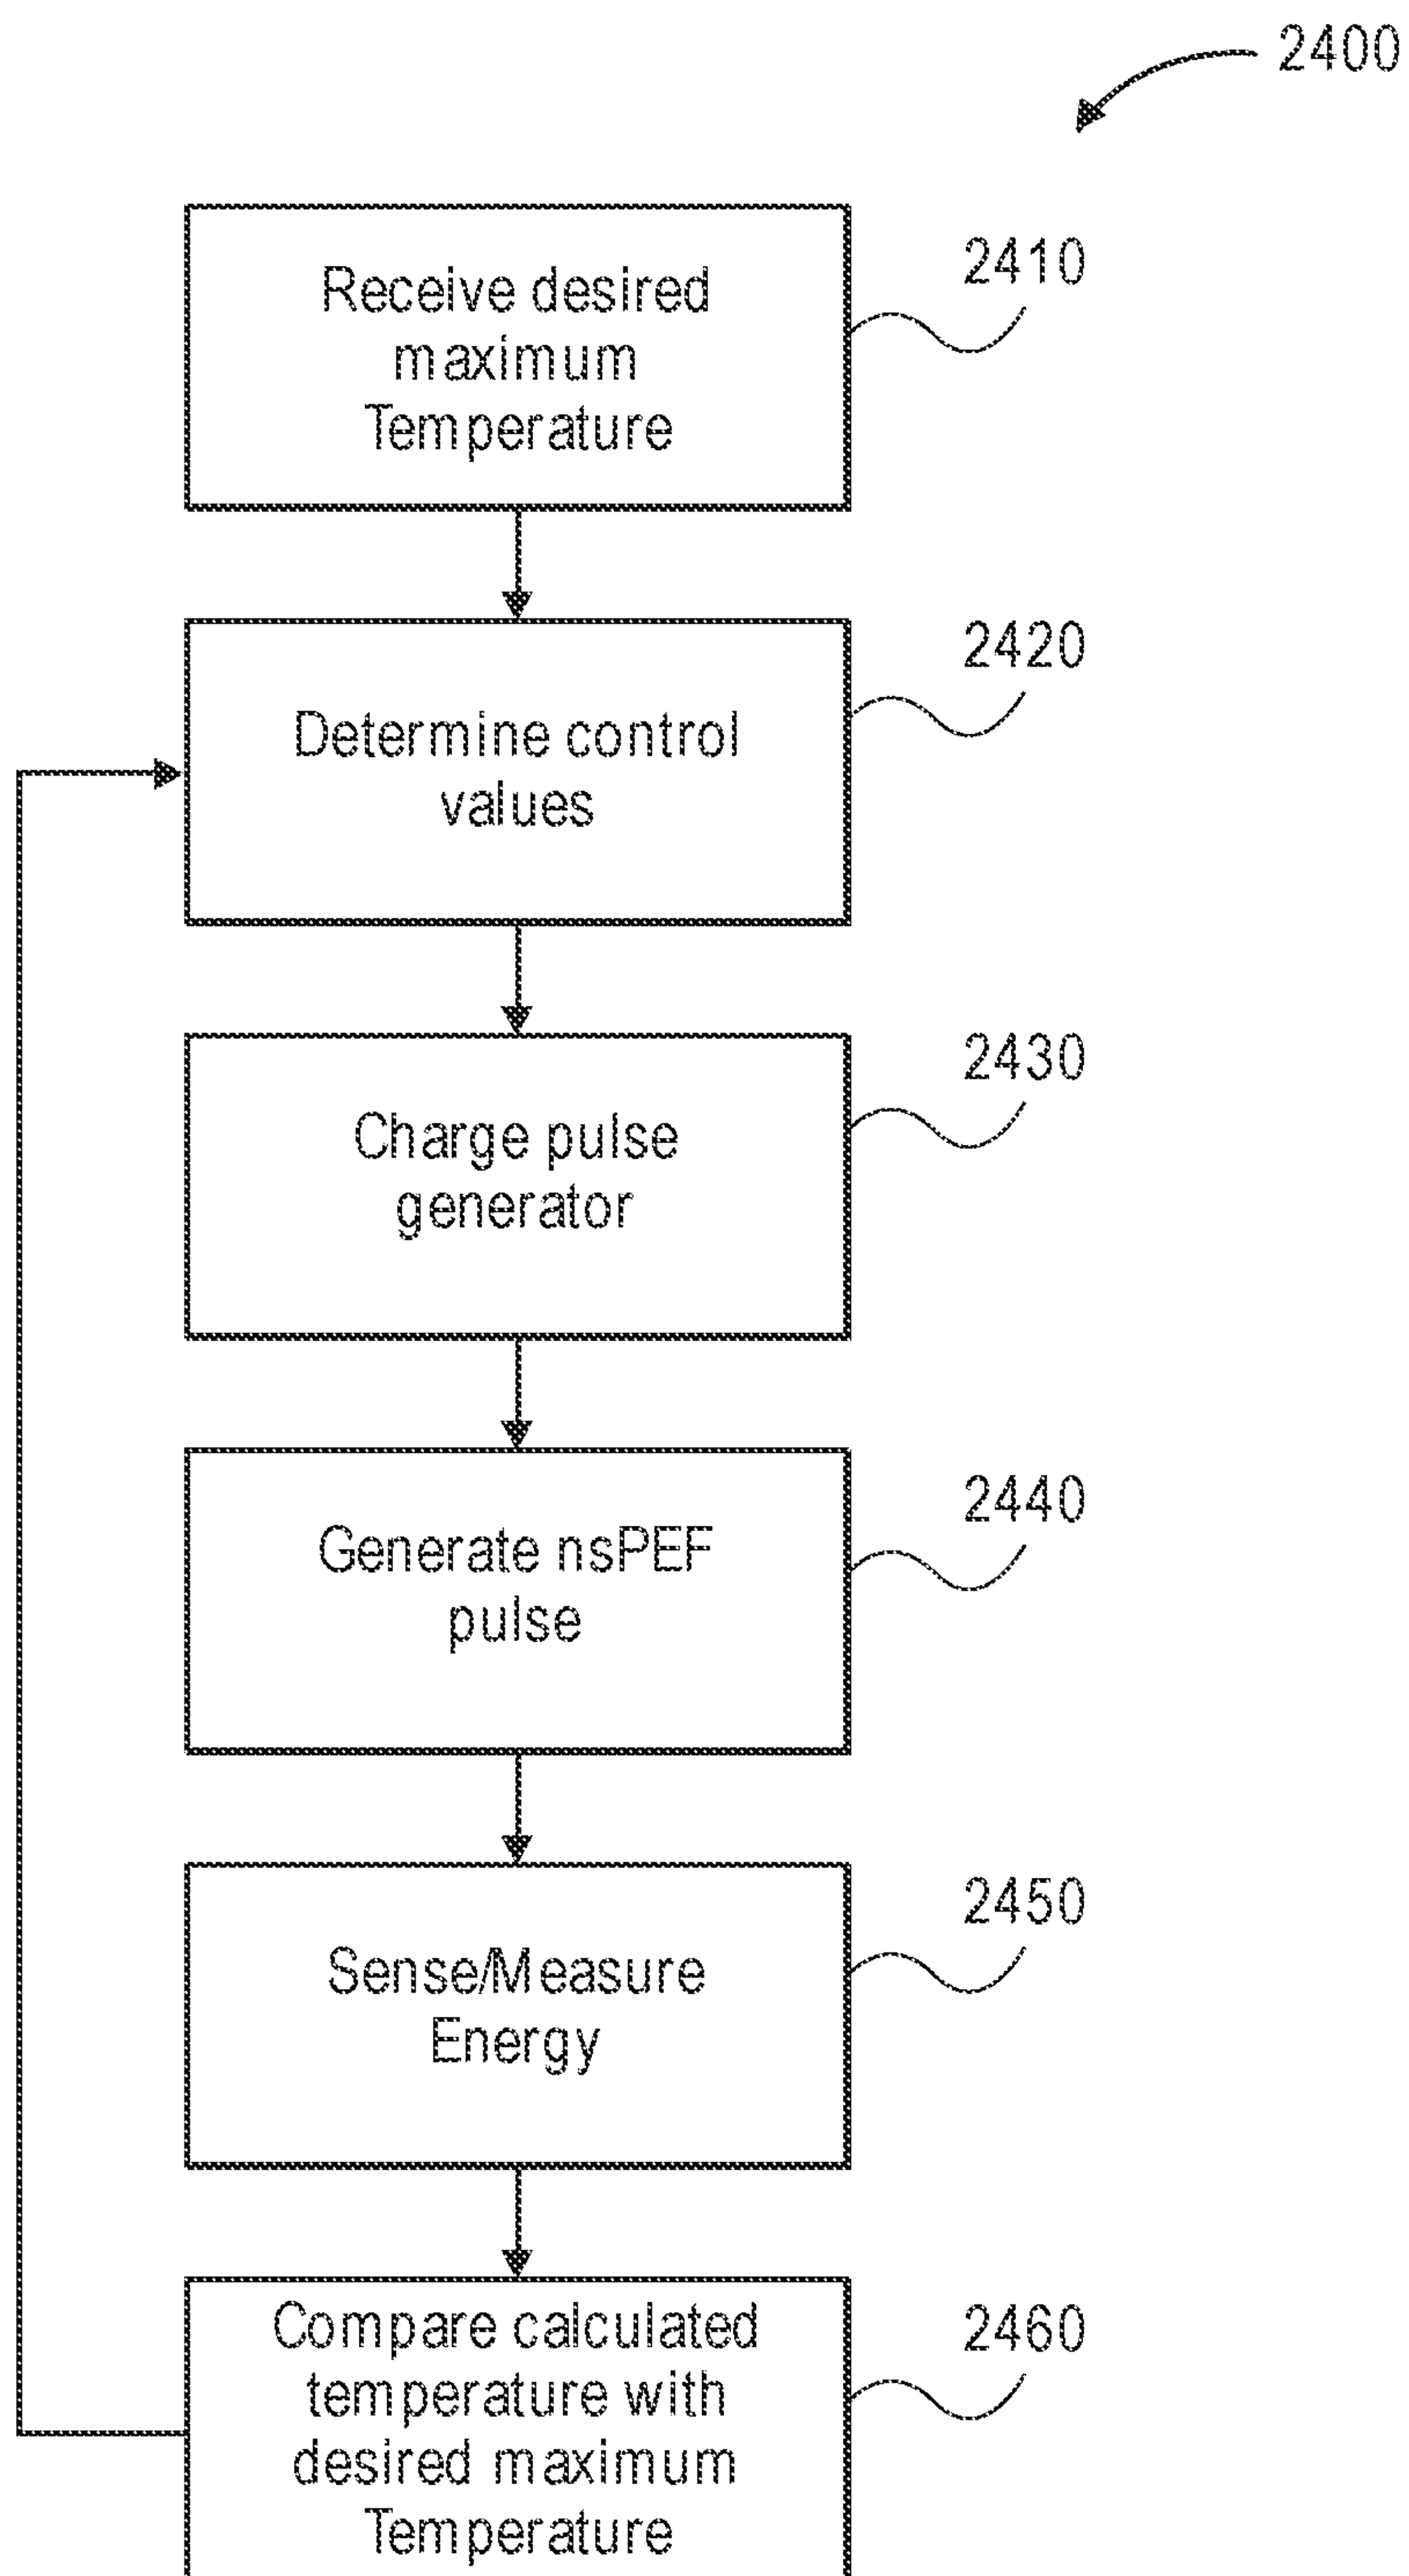 2400
Receive desired
maximum
Temperature
2410
Determine control
values
2420
Charge pulse
generator
2430
Generate nsPEF
pulse
2440
Sense/Measure
Energy
2450
Compare calculated
temperature with
desired maximum
Temperature
2460